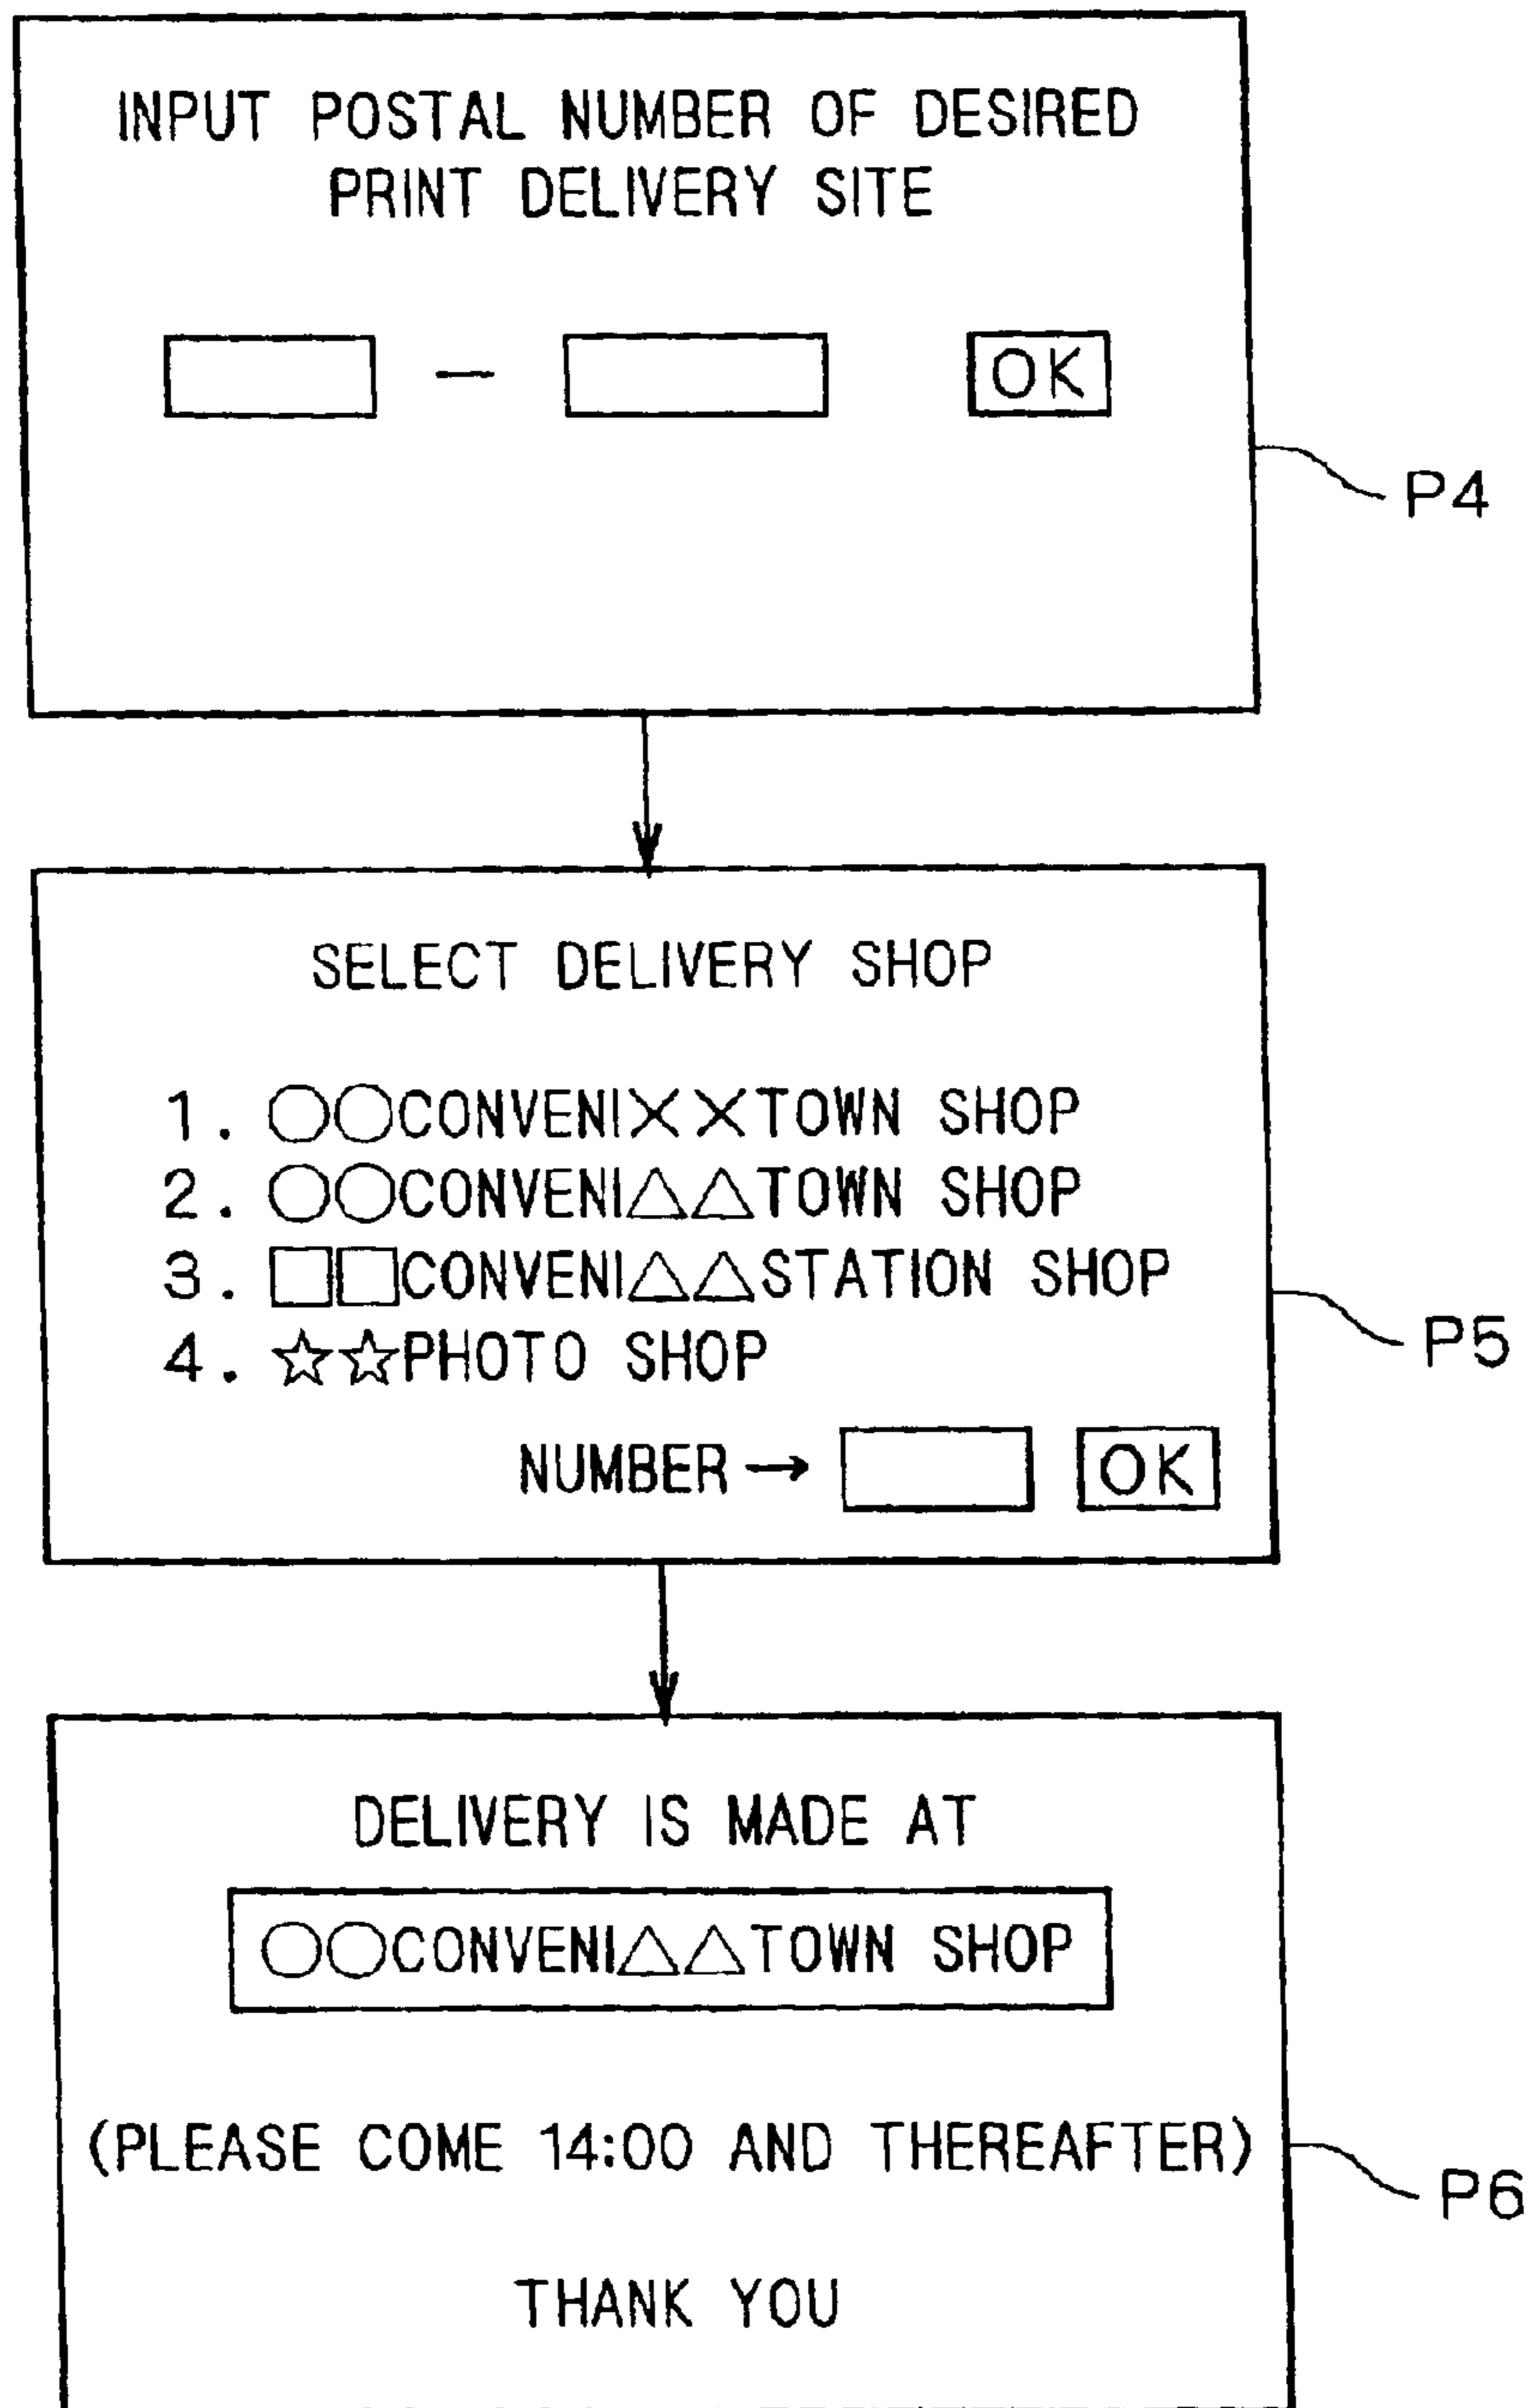 INPUT POSTAL NUMBER OF DESIRED
PRINT DELIVERY SITE
— OK
P4
SELECT DELIVERY SHOP
1. ○○CONVENI××TOWN SHOP
2. ○○CONVENI△△TOWN SHOP
3. □□CONVENI△△STATION SHOP
4. ☆☆PHOTO SHOP
P5
NUMBER→ OK
DELIVERY IS MADE AT
○○CONVENI△△TOWN SHOP
(PLEASE COME 14:00 AND THEREAFTER)
P6
THANK YOU